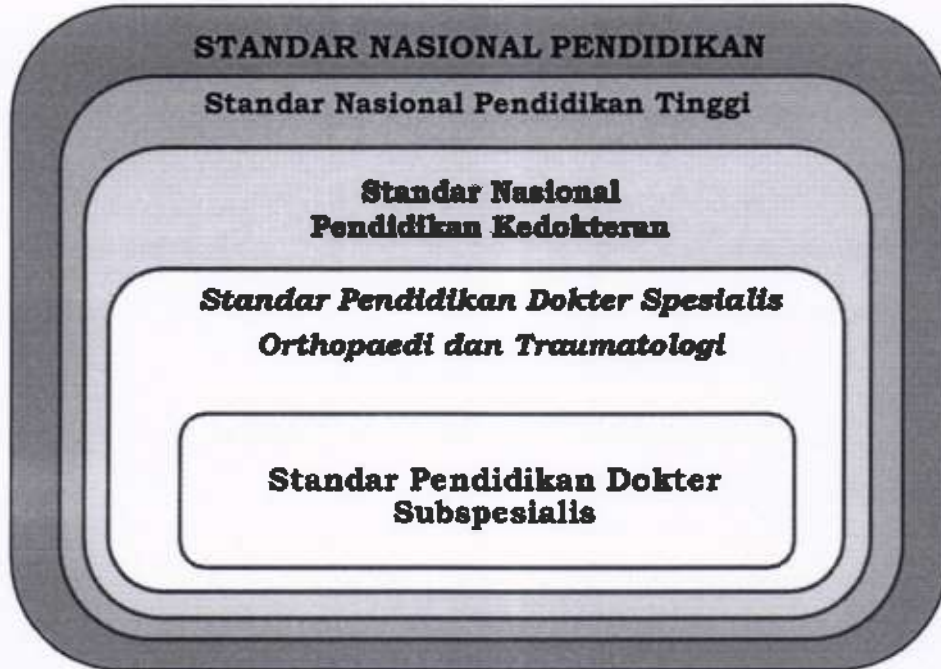 STANDAR NASIONAL PENDIDIKAN
Standar Nasional Pendidikan Tinggi
Standar Nasional
Pendidikan Kedokteran
Standar Pendidikan Dokter Spesialis
Orthopaedi dan Traumatologi
Standar Pendidikan Dokter
Subspesialis